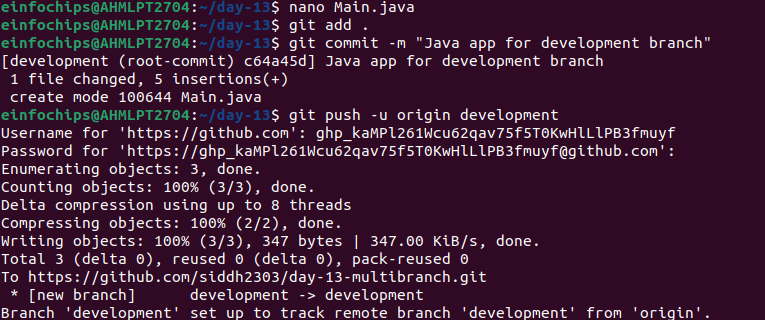 einfochips@AHMLPT2704:~/day-13$ nano Main.java
einfochips@AHMLPT2704:~/day-13$ git add .
einfochips@AHMLPT2704:~/day-13$ git commit -m "Java app for development branch"
[development (root-commit) c64a45d] Java app for development branch
 1 file changed, 5 insertions(+)
 create mode 100644 Main.java
einfochips@AHMLPT2704:~/day-13$ git push -u origin development
Username for 'https://github.com':
Password for 'https://@github.com':
Enumerating objects: 3, done.
Counting objects: 100% (3/3), done.
Delta compression using up to 8 threads
Compressing objects: 100% (2/2), done.
Writing objects: 100% (3/3), 347 bytes | 347.00 KiB/s, done.
Total 3 (delta 0), reused 0 (delta 0), pack-reused 0
To https://github.com/siddh2303/day-13-multibranch.git
 * [new branch]      development -> development
Branch 'development' set up to track remote branch 'development' from 'origin'.